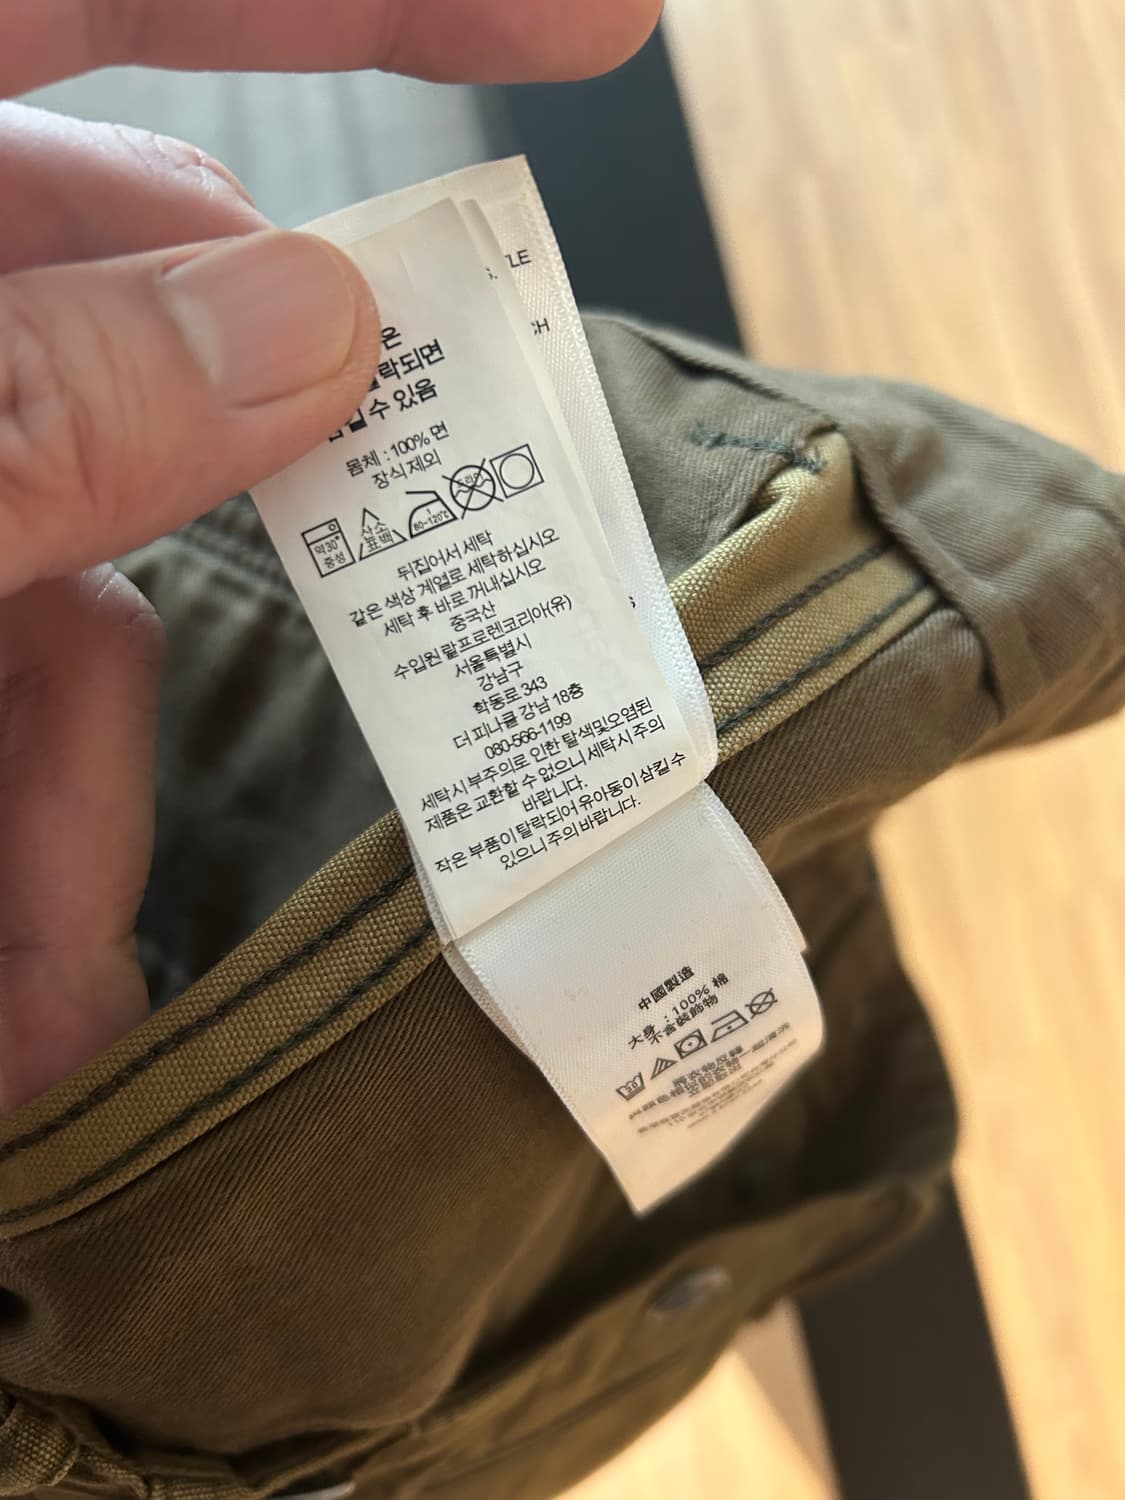 LE
CH
은
락되면
수 있음
몸체 : 100% 면
장식 제외
약30°
중성
산소
표백
1
80~120℃
드라이
뒤집어서 세탁
같은 색상 계열로 세탁하십시오
세탁 후 바로 꺼내십시오
중국산
수입원 랄프로렌코리아(유)
서울특별시
강남구
학동로 343
더 피나클 강남 18층
080-566-1199
세탁시 부주의로 인한 탈색및오염된
제품은 교환할 수 없으니 세탁시 주의
바랍니다.
작은 부품이 탈락되어 유아동이 삼킬 수
있으니 주의 바랍니다.
S
中國製造
大身 : 100% 棉
不含裝飾物
30